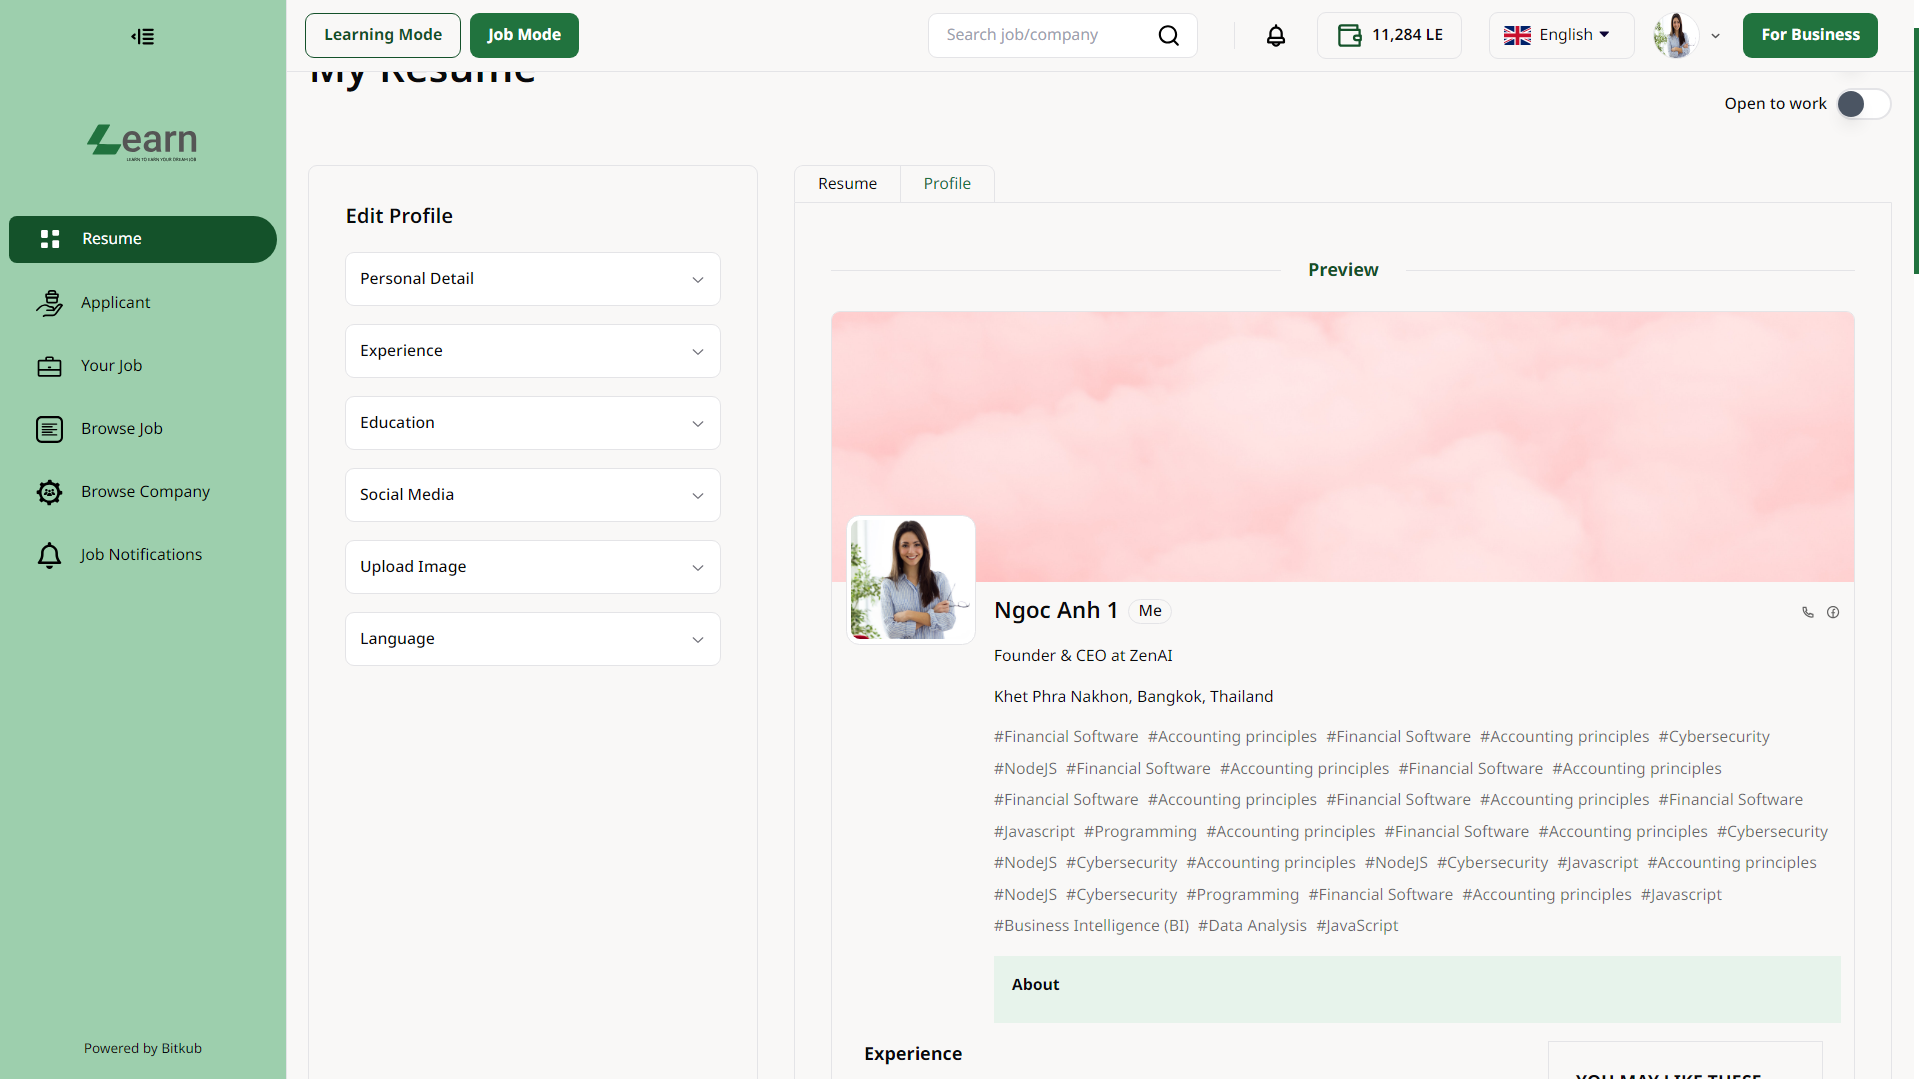 Learning Mode
Job Mode
Search job/company
11,284 LE
English
For Business
My Resume
Open to work
Learn
LEARN TO EARN YOUR DREAM JOB
Resume
Applicant
Your Job
Browse Job
Browse Company
Job Notifications
Powered by Bitkub
Edit Profile
Personal Detail
Experience
Education
Social Media
Upload Image
Language
Resume
Profile
Preview
Ngoc Anh 1
Me
Founder & CEO at ZenAI
Khet Phra Nakhon, Bangkok, Thailand
#Financial Software #Accounting principles #Financial Software #Accounting principles #Cybersecurity
#NodeJS #Financial Software #Accounting principles #Financial Software #Accounting principles
#Financial Software #Accounting principles #Financial Software #Accounting principles #Financial Software
#Javascript #Programming #Accounting principles #Financial Software #Accounting principles #Cybersecurity
#NodeJS #Cybersecurity #Accounting principles #NodeJS #Cybersecurity #Javascript #Accounting principles
#NodeJS #Cybersecurity #Programming #Financial Software #Accounting principles #Javascript
#Business Intelligence (BI) #Data Analysis #JavaScript
About
Experience
YOU MAY LIKE THESE